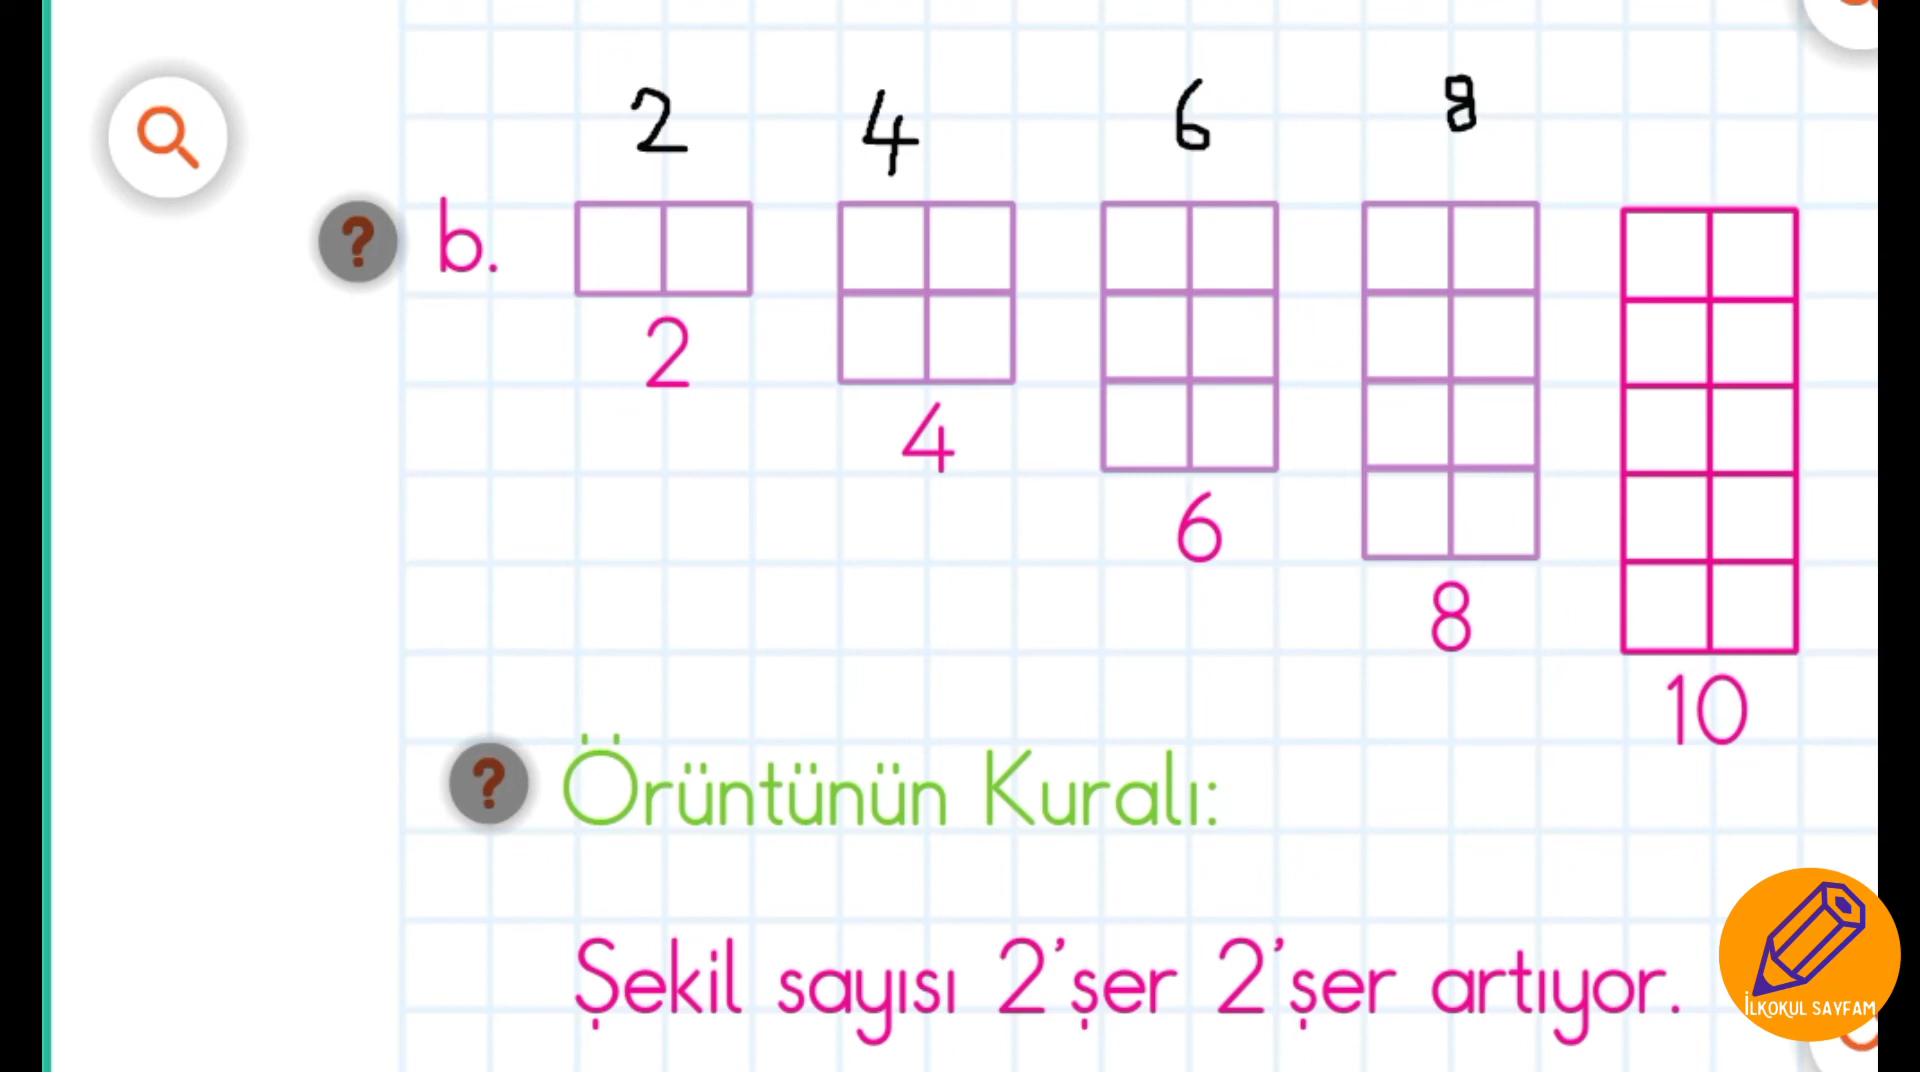 2 4 6 8
? b.
2
4
6
8
10
? Örüntünün Kuralı:
Şekil sayısı 2'şer 2'şer artıyor.
İLKOKUL SAYFAM